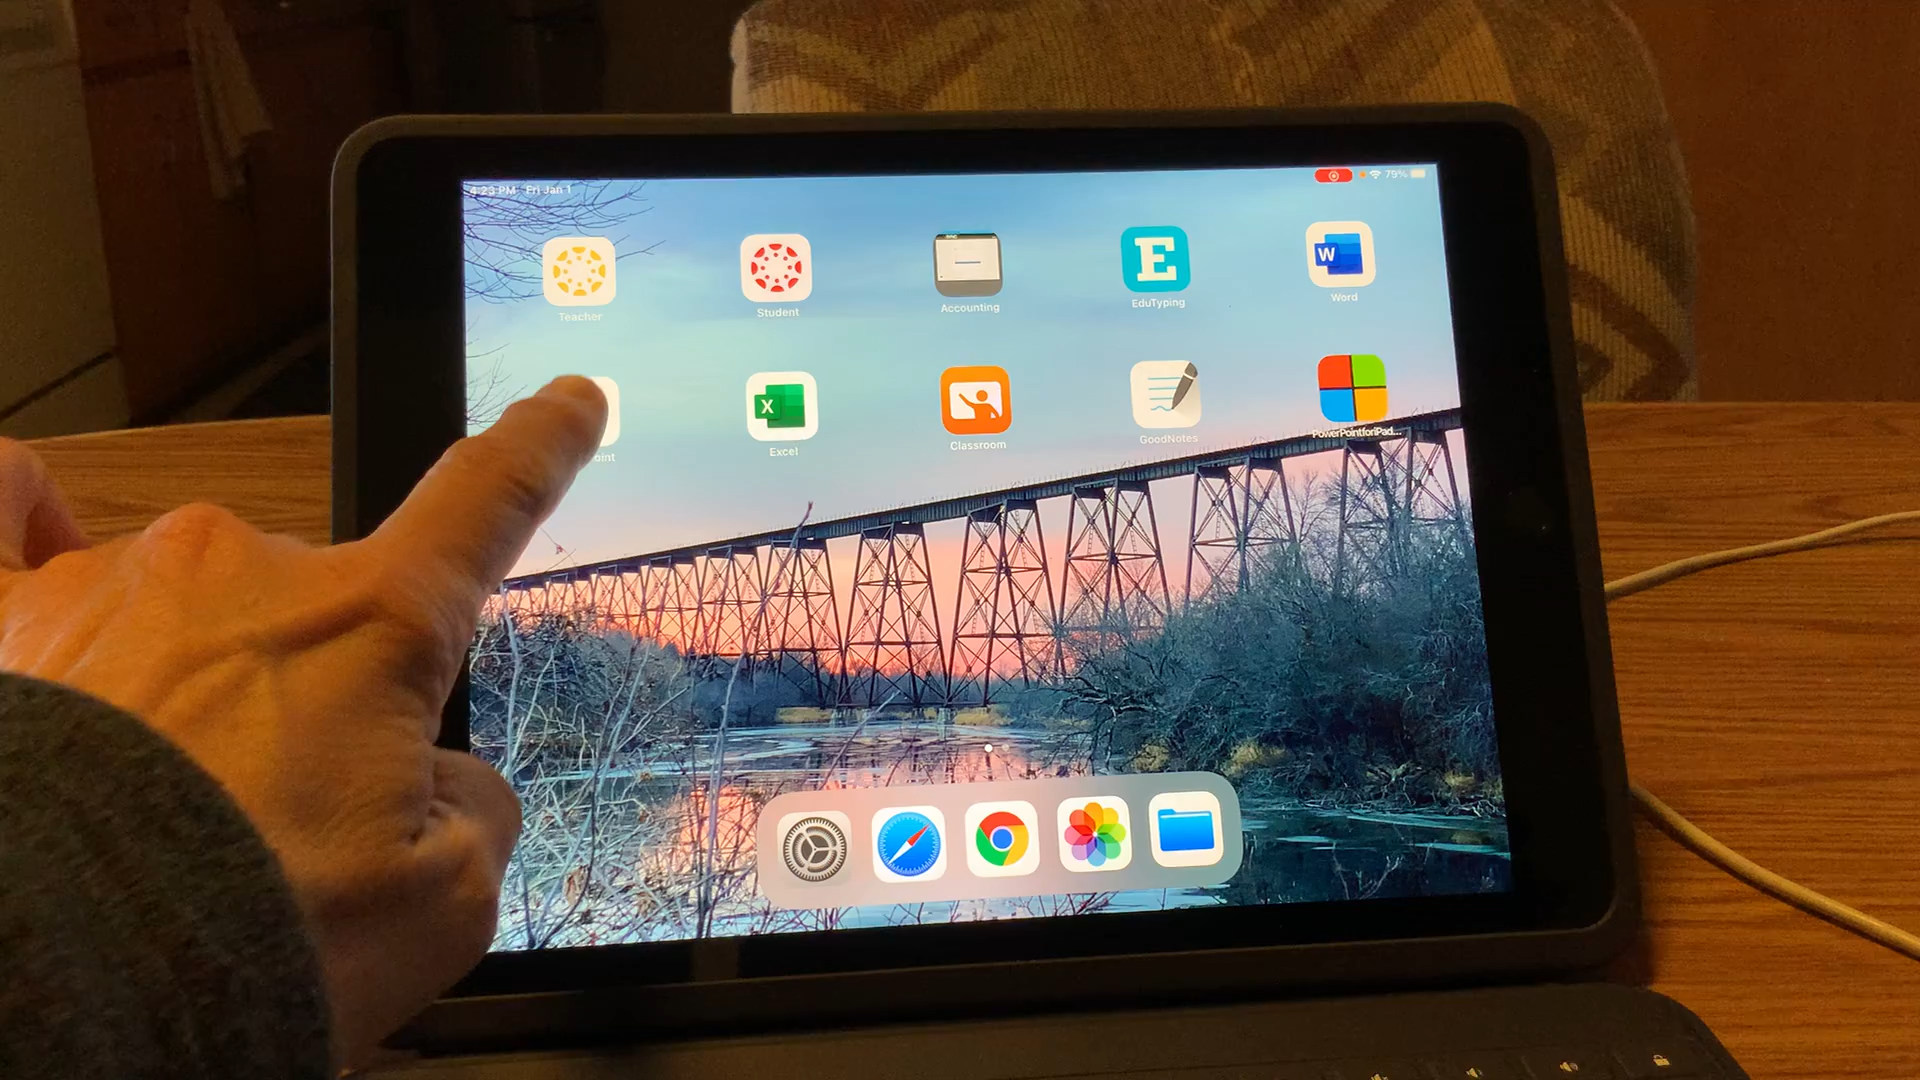 4:23 PM Fri Jan 1 79%
Teacher Student Accounting EduTyping Word
E W
oint Excel Classroom GoodNotes PowerPointforiPad...
X